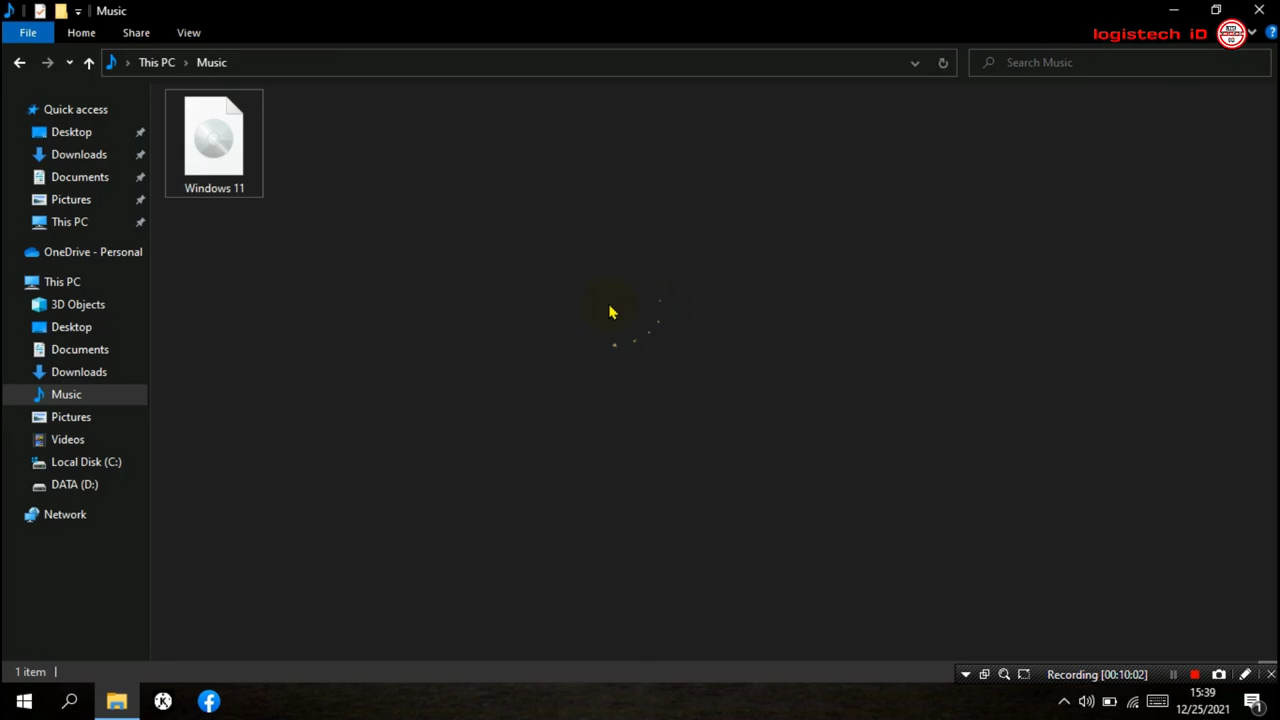 Music
File
Home
Share
View
logistech iD
This PC
Music
Search Music
Quick access
Desktop
Downloads
Documents
Pictures
This PC
OneDrive - Personal
This PC
3D Objects
Desktop
Documents
Downloads
Music
Pictures
Videos
Local Disk (C:)
DATA (D:)
Network
Windows 11
1 item
Recording [00:10:02]
15:39
12/25/2021
1